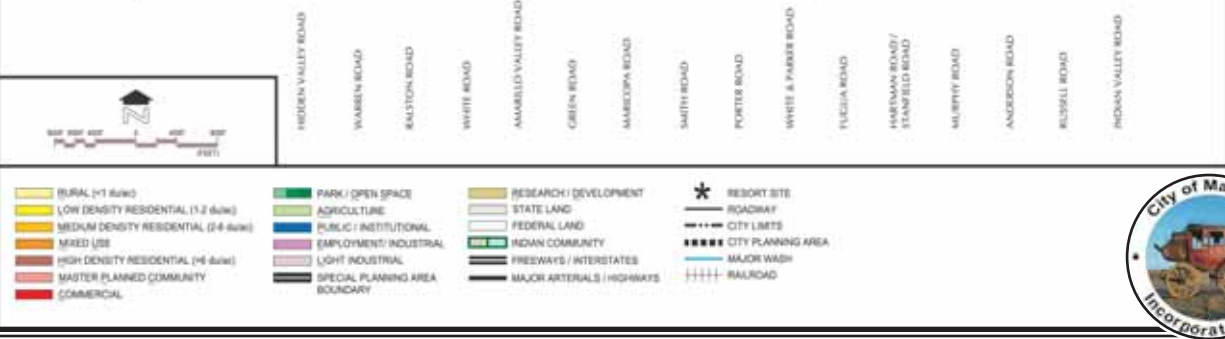 HIDDEN VALLEY ROAD
WARREN ROAD
RALSTON ROAD
WHITE ROAD
AMARILLO VALLEY ROAD
GREEN ROAD
MARICOPA ROAD
SMITH ROAD
PORTER ROAD
WHITE & PARKER ROAD
FUQUA ROAD
HARTMAN ROAD /
STANFIELD ROAD
MURPHY ROAD
ANDERSON ROAD
RUSSELL ROAD
INDIAN VALLEY ROAD
N
0
(FEET)
RURAL (<1 du/ac)
LOW DENSITY RESIDENTIAL (1-2 du/ac)
MEDIUM DENSITY RESIDENTIAL (2-6 du/ac)
MIXED USE
HIGH DENSITY RESIDENTIAL (>6 du/ac)
MASTER PLANNED COMMUNITY
COMMERCIAL
PARK / OPEN SPACE
AGRICULTURE
PUBLIC / INSTITUTIONAL
EMPLOYMENT/ INDUSTRIAL
LIGHT INDUSTRIAL
SPECIAL PLANNING AREA
BOUNDARY
RESEARCH / DEVELOPMENT
STATE LAND
FEDERAL LAND
INDIAN COMMUNITY
FREEWAYS / INTERSTATES
MAJOR ARTERIALS / HIGHWAYS
RESORT SITE
ROADWAY
CITY LIMITS
CITY PLANNING AREA
MAJOR WASH
RAILROAD
City of Ma
Incorporat